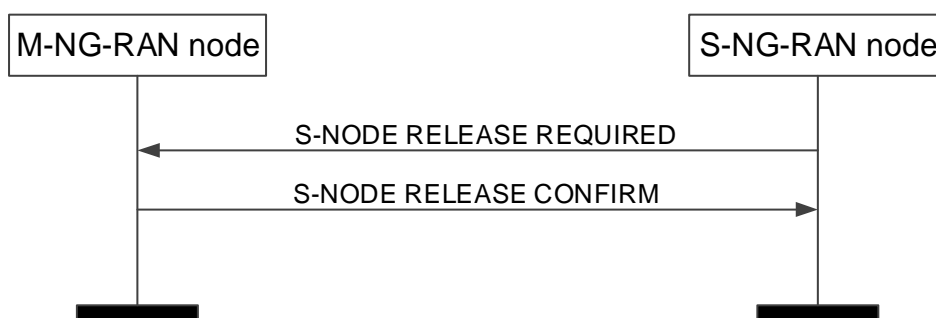 M-NG-RAN node
S-NG-RAN node
S-NODE RELEASE REQUIRED
S-NODE RELEASE CONFIRM